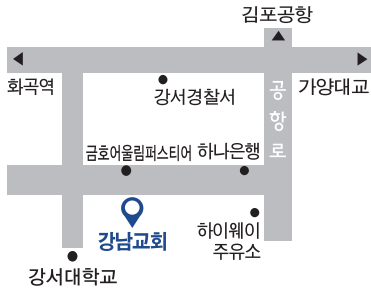 김포공항
화곡역
강서경찰서
가양대교
공항로
금호어울림퍼스티어
하나은행
강남교회
하이웨이
주유소
강서대학교